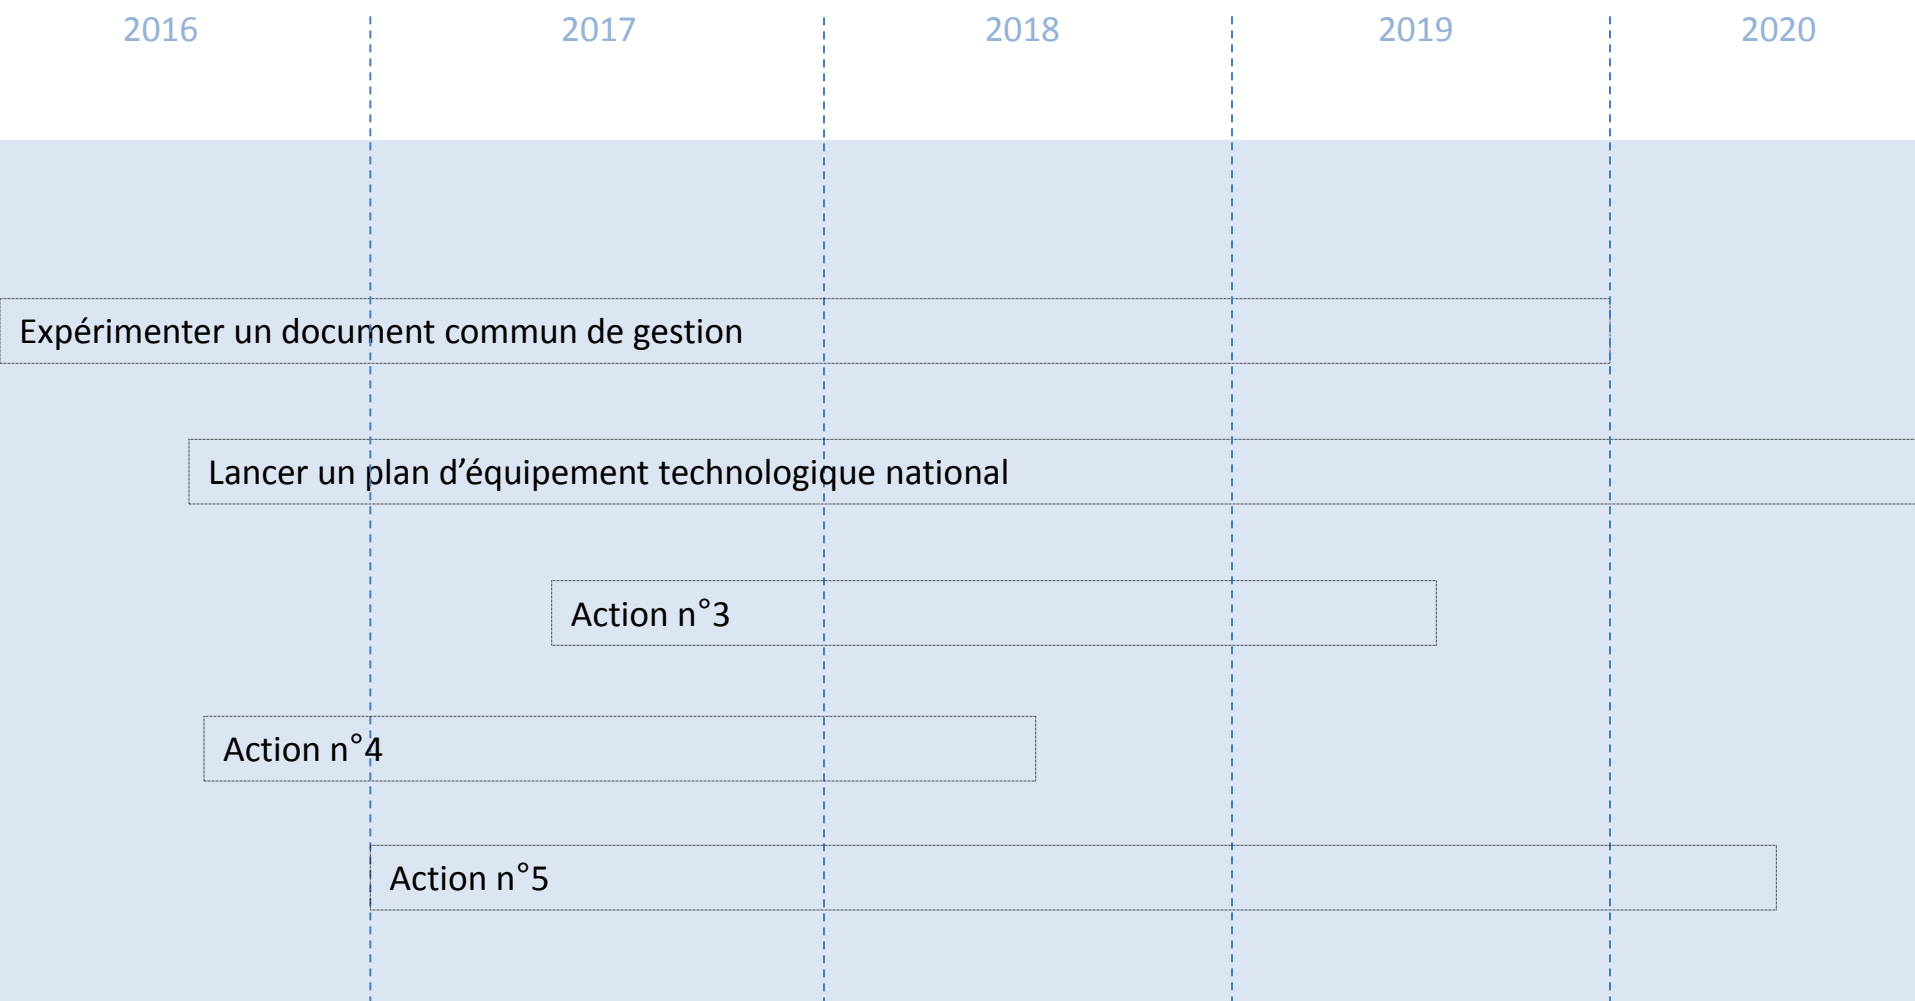 2016 2017 2018 2019 2020
Expérimenter un document commun de gestion
Lancer un plan d’équipement technologique national
Action n°3
Action n°4
Action n°5